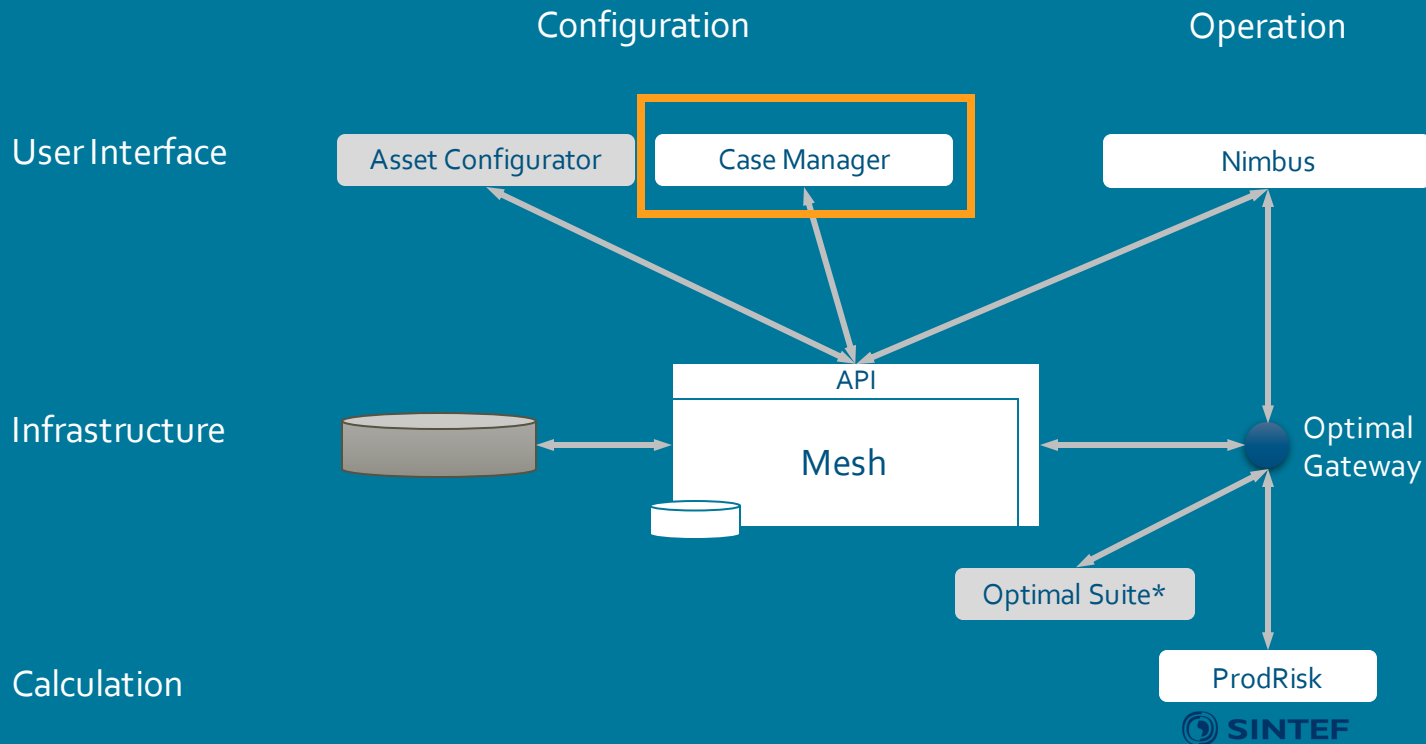 Configuration
Operation
User Interface
Asset Configurator
Case Manager
Nimbus
API
Infrastructure
Mesh
Optimal
Gateway
Optimal Suite*
Calculation
ProdRisk
SINTEF